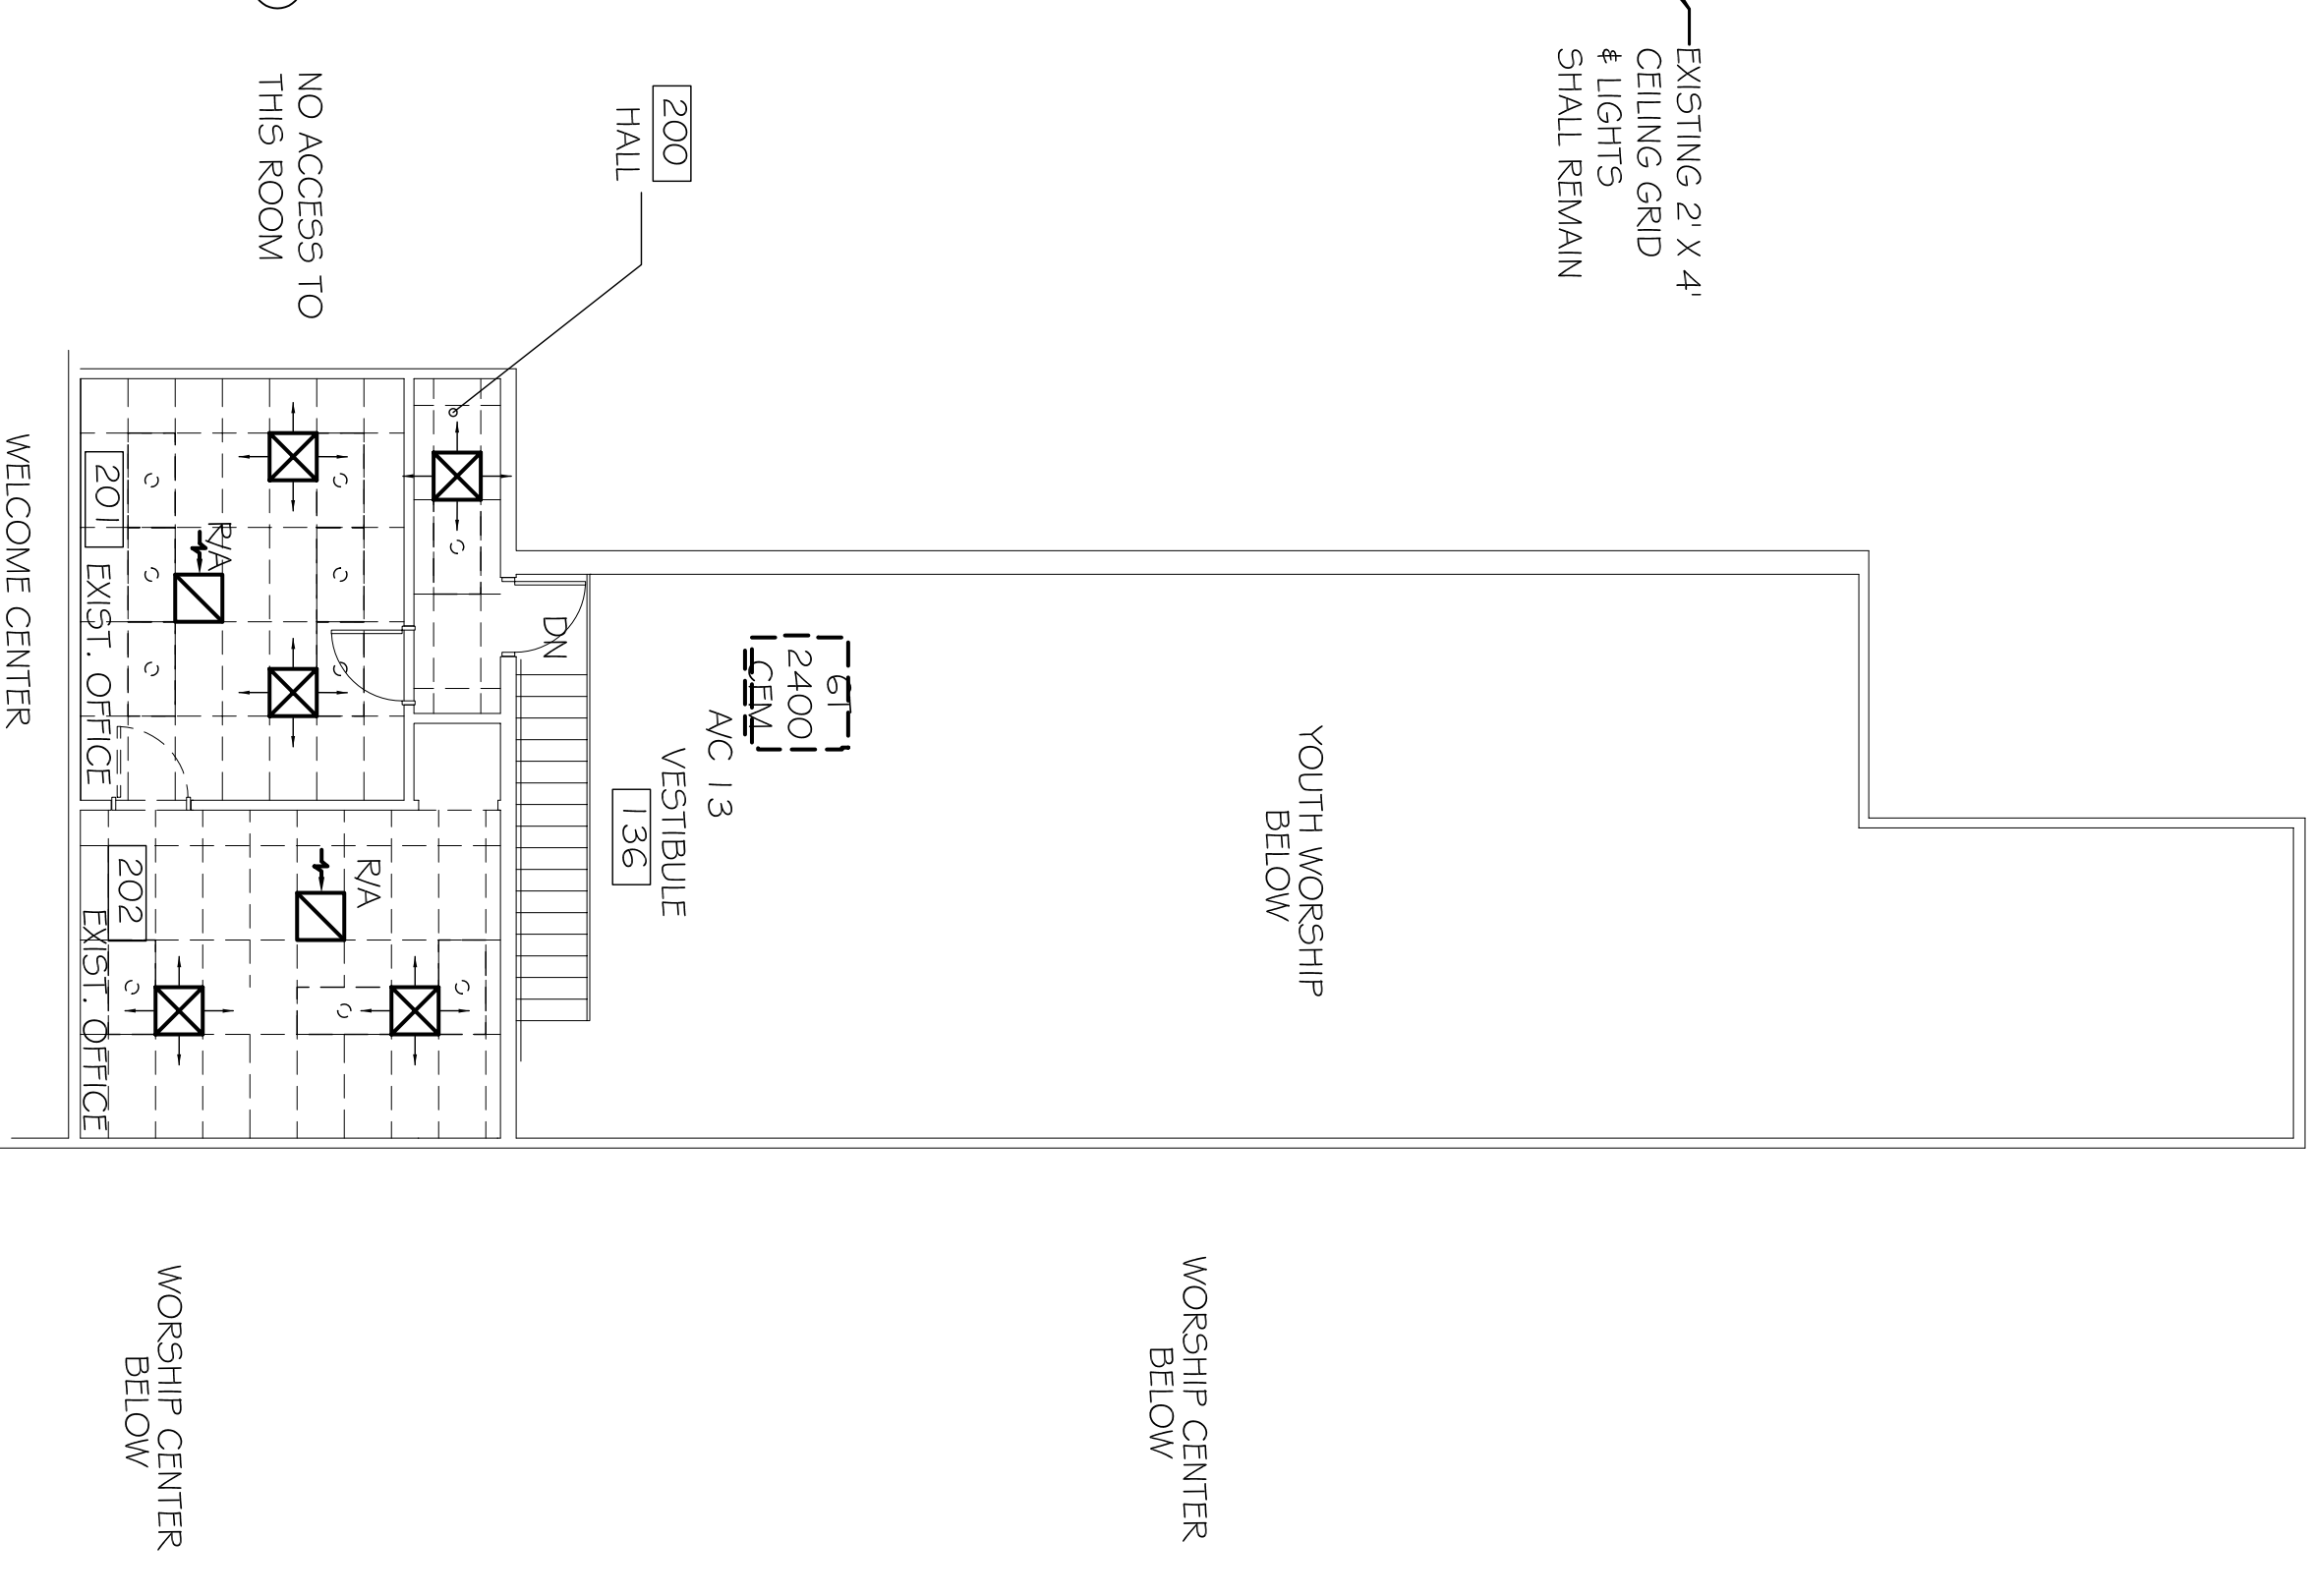 EXISTING 2' X 4'
CEILING GRID
& LIGHTS
SHALL REMAIN
200
HALL
NO ACCESS TO
THIS ROOM
201
EXIST. OFFICE
R/A
WELCOME CENTER
DN
6T
2400
CFM
A/C 13
VESTIBULE
136
YOUTH WORSHIP
BELOW
R/A
202
EXIST. OFFICE
WORSHIP CENTER
BELOW
WORSHIP CENTER
BELOW